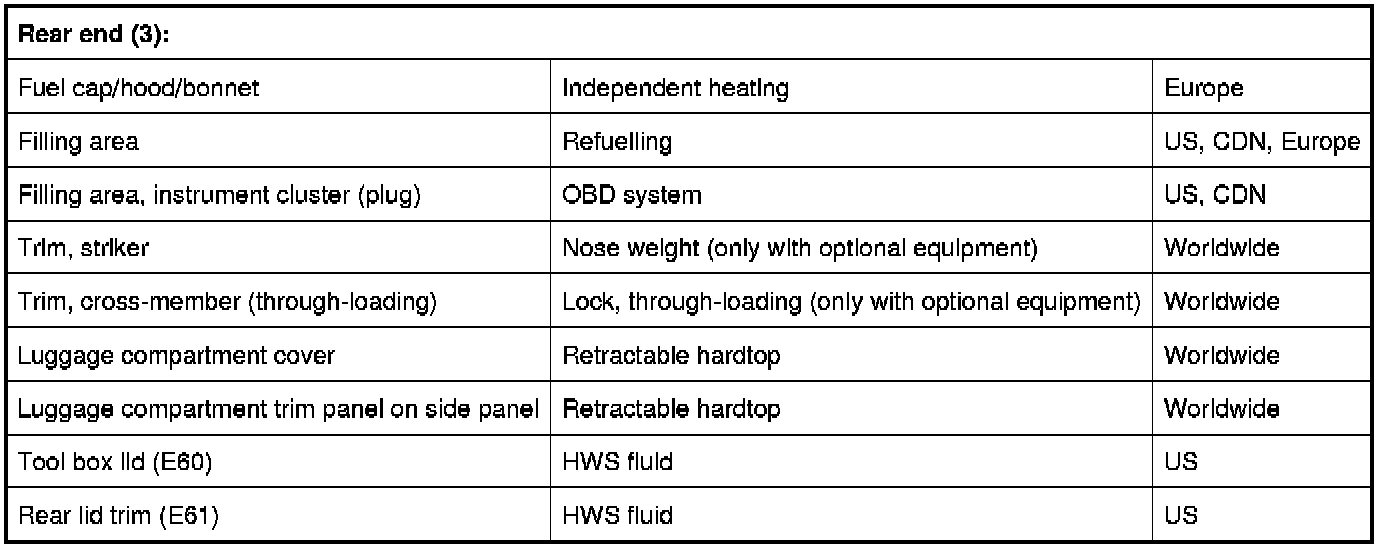 Rear end (3):
Fuel cap/hood/bonnet Independent heating Europe
Filling area Refuelling US, CDN, Europe
Filling area, instrument cluster (plug) OBD system US, CDN
Trim, striker Nose weight (only with optional equipment) Worldwide
Trim, cross-member (through-loading) Lock, through-loading (only with optional equipment) Worldwide
Luggage compartment cover Retractable hardtop Worldwide
Luggage compartment trim panel on side panel Retractable hardtop Worldwide
Tool box lid (E60) HWS fluid US
Rear lid trim (E61) HWS fluid US